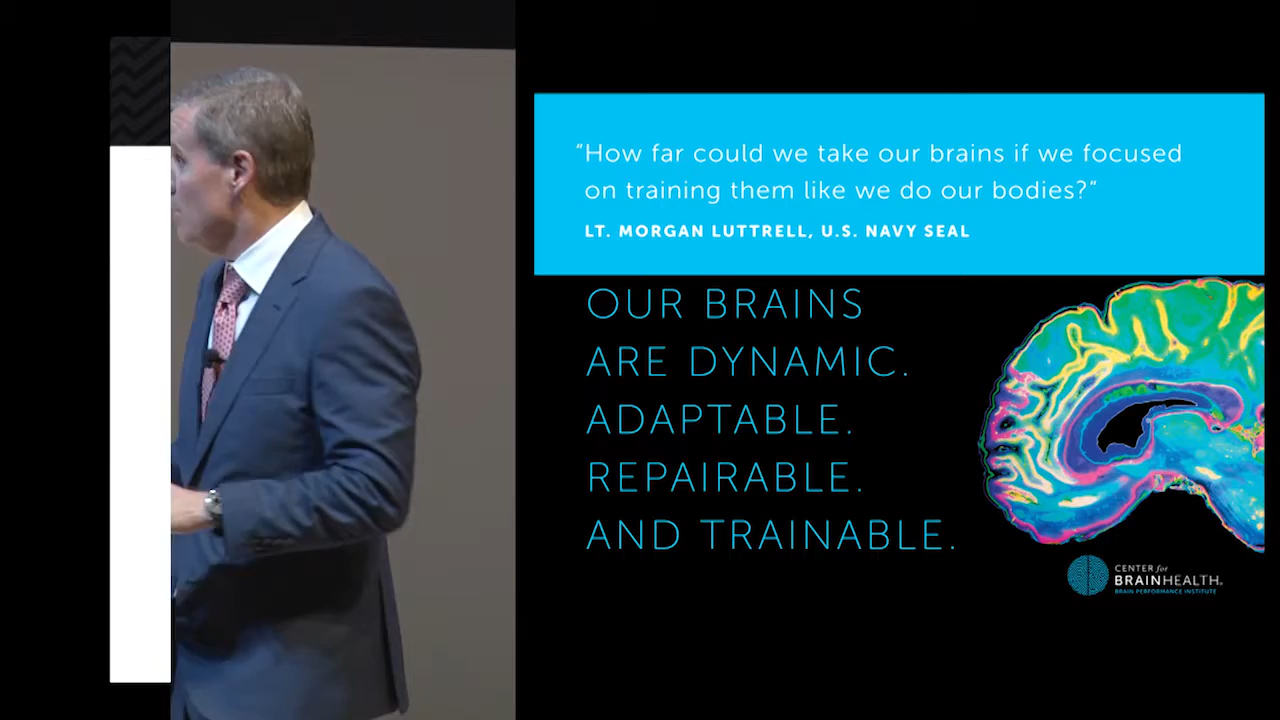 “How far could we take our brains if we focused
on training them like we do our bodies?”
LT. MORGAN LUTTRELL, U.S. NAVY SEAL
OUR BRAINS
ARE DYNAMIC.
ADAPTABLE.
REPAIRABLE.
AND TRAINABLE.
CENTER for
BRAINHEALTH®
BRAIN PERFORMANCE INSTITUTE